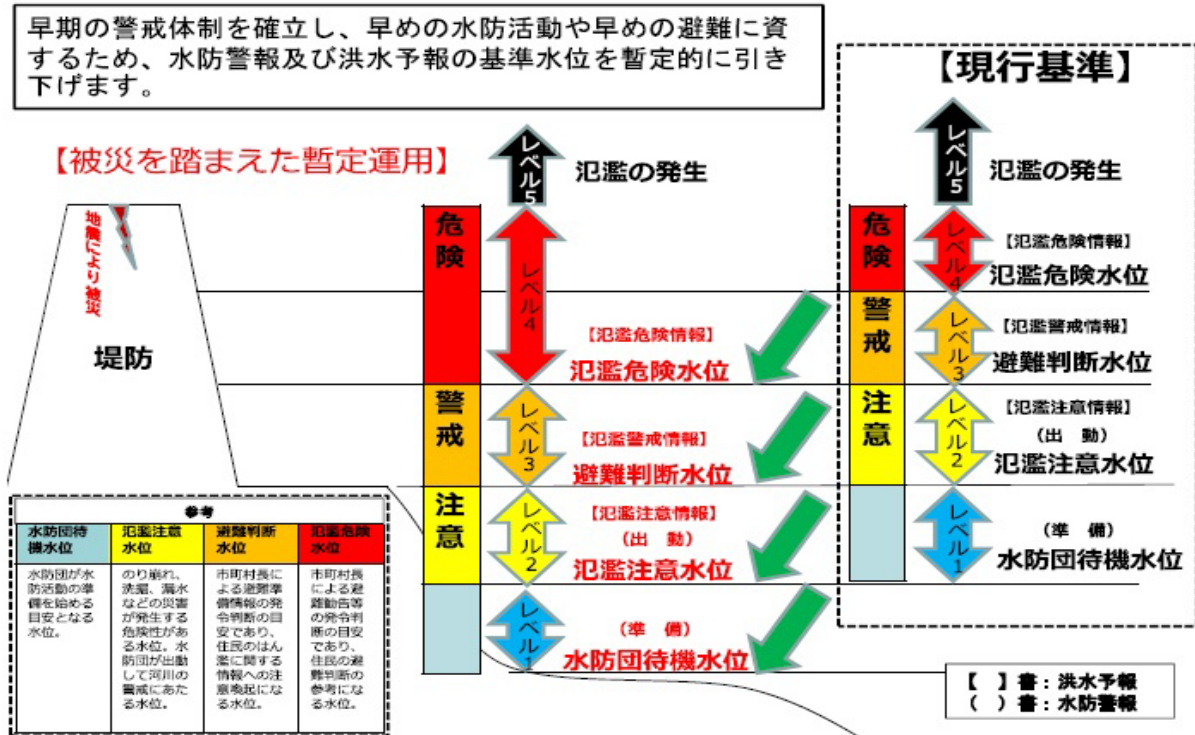 早期の警戒体制を確立し、早めの水防活動や早めの避難に資
するため、水防警報及び洪水予報の基準水位を暫定的に引き
下げます。
【被災を踏まえた暫定運用】
地震により被災
堤防
レベル5
氾濫の発生
危険
レベル4
【氾濫危険情報】
氾濫危険水位
警戒
レベル3
【氾濫警戒情報】
避難判断水位
注意
レベル2
【氾濫注意情報】
(出 動)
氾濫注意水位
レベル1
(準 備)
水防団待機水位
【現行基準】
レベル5
氾濫の発生
危険
レベル4
【氾濫危険情報】
氾濫危険水位
警戒
レベル3
【氾濫警戒情報】
避難判断水位
注意
レベル2
【氾濫注意情報】
(出 動)
氾濫注意水位
レベル1
(準 備)
水防団待機水位
参考
水防団待
機水位
水防団が水
防活動の準
備を始める
目安となる
水位。
氾濫注意
水位
のり崩れ、
洗掘、漏水
などの災害
が発生する
危険性があ
る水位。水
防団が出動
して河川の
警戒にあた
る水位。
避難判断
水位
市町村長に
よる避難準
備情報の発
令判断の目
安であり、
住民のはん
濫に関する
情報への注
意喚起にな
る水位。
氾濫危険
水位
市町村長
による避
難勧告等
の発令判
断の目安
であり、
住民の避
難判断の
参考にな
る水位。
【 】書:洪水予報
( )書:水防警報